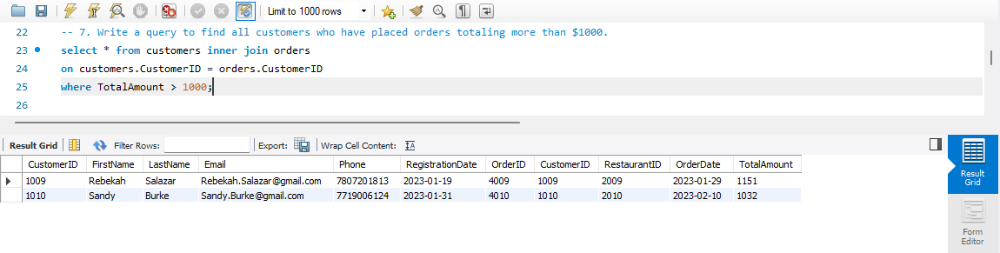 Limit to 1000 rows
22 -- 7. Write a query to find all customers who have placed orders totaling more than $1000.
23 select * from customers inner join orders
24 on customers.CustomerID = orders.CustomerID
25 where TotalAmount > 1000;
26
Result Grid Filter Rows: Export: Wrap Cell Content:
CustomerID FirstName LastName Email Phone RegistrationDate OrderID CustomerID RestaurantID OrderDate TotalAmount
1009 Rebekah Salazar Rebekah.Salazar@gmail.com 7807201813 2023-01-19 4009 1009 2009 2023-01-29 1151
1010 Sandy Burke Sandy.Burke@gmail.com 7719006124 2023-01-31 4010 1010 2010 2023-02-10 1032
Result
Grid
Form
Editor